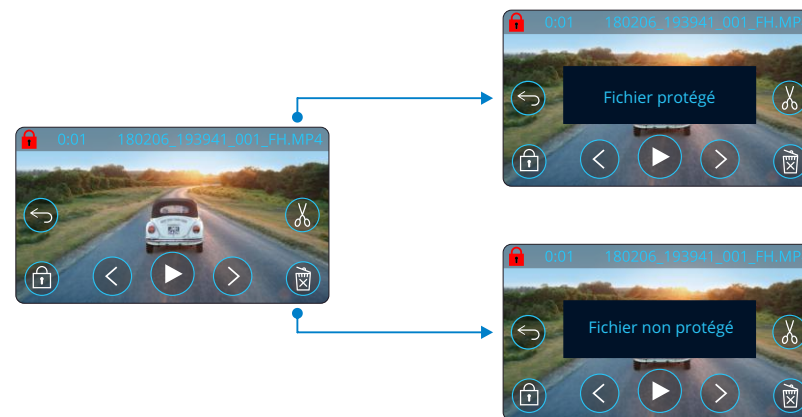 0:01 180206_193941_001_FH.MP4
0:01 180206_193941_001_FH.MP
Fichier protégé
0:01 180206_193941_001_FH.MP
Fichier non protégé